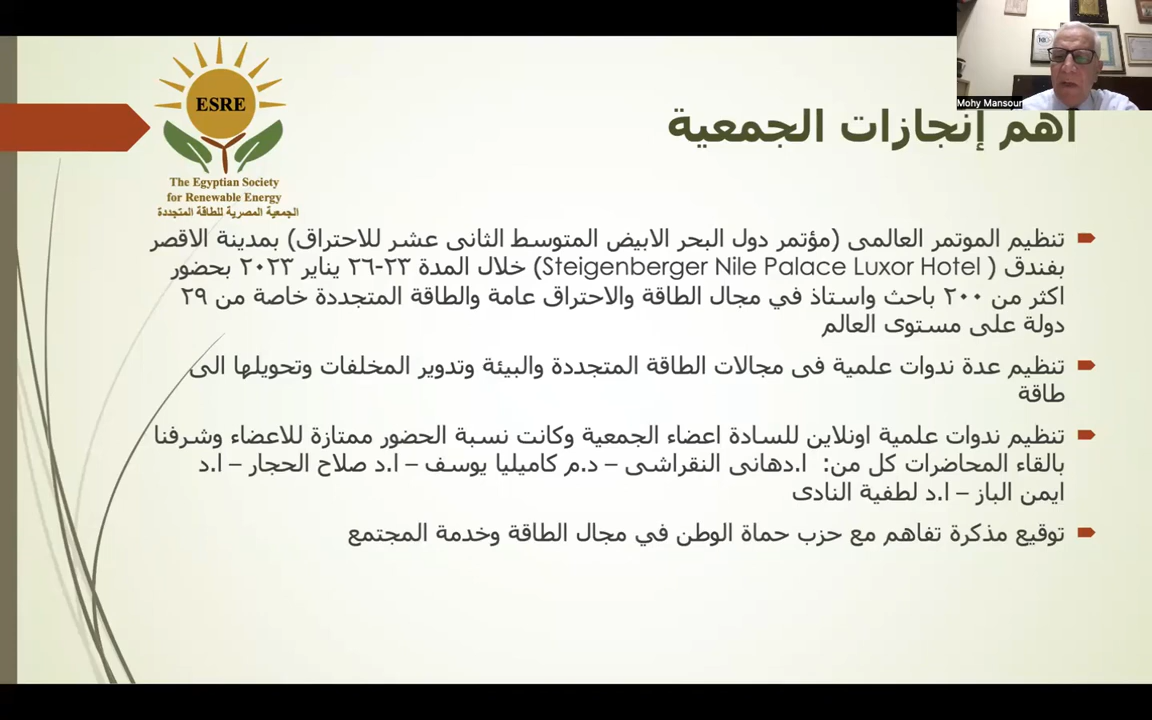 ESRE
The Egyptian Society
for Renewable Energy
الجمعية المصرية للطاقة المتجددة
Mohy Mansour
اهم إنجازات الجمعية
تنظيم الموتمر العالمى (مؤتمر دول البحر الابيض المتوسط الثانى عشر للاحتراق) بمدينة الاقصر
بفندق ( Steigenberger Nile Palace Luxor Hotel) خلال المدة ٢٣-٢٦ يناير ٢٠٢٣ بحضور
اكثر من ٢٠٠ باحث واستاذ في مجال الطاقة والاحتراق عامة والطاقة المتجددة خاصة من ٢٩
دولة على مستوى العالم
تنظيم عدة ندوات علمية فى مجالات الطاقة المتجددة والبيئة وتدوير المخلفات وتحويلها الى
طاقة
تنظيم ندوات علمية اونلاين للسادة اعضاء الجمعية وكانت نسبة الحضور ممتازة للاعضاء وشرفنا
بالقاء المحاضرات كل من: ا.دهانى النقراشى – د.م كاميليا يوسف – ا.د صلاح الحجار – ا.د
ايمن الباز – ا.د لطفية النادى
توقيع مذكرة تفاهم مع حزب حماة الوطن في مجال الطاقة وخدمة المجتمع